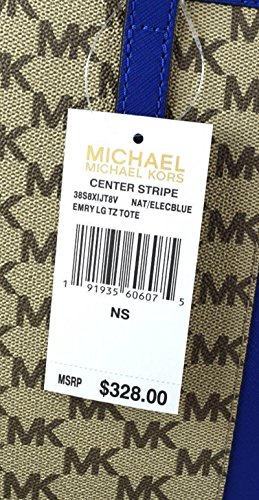 MICHAEL
MICHAEL KORS
CENTER STRIPE
38S8XIJT8V NAT/ELECBLUE
EMRY LG TZ TOTE
1 91935 60607 5
NS
MSRP $328.00